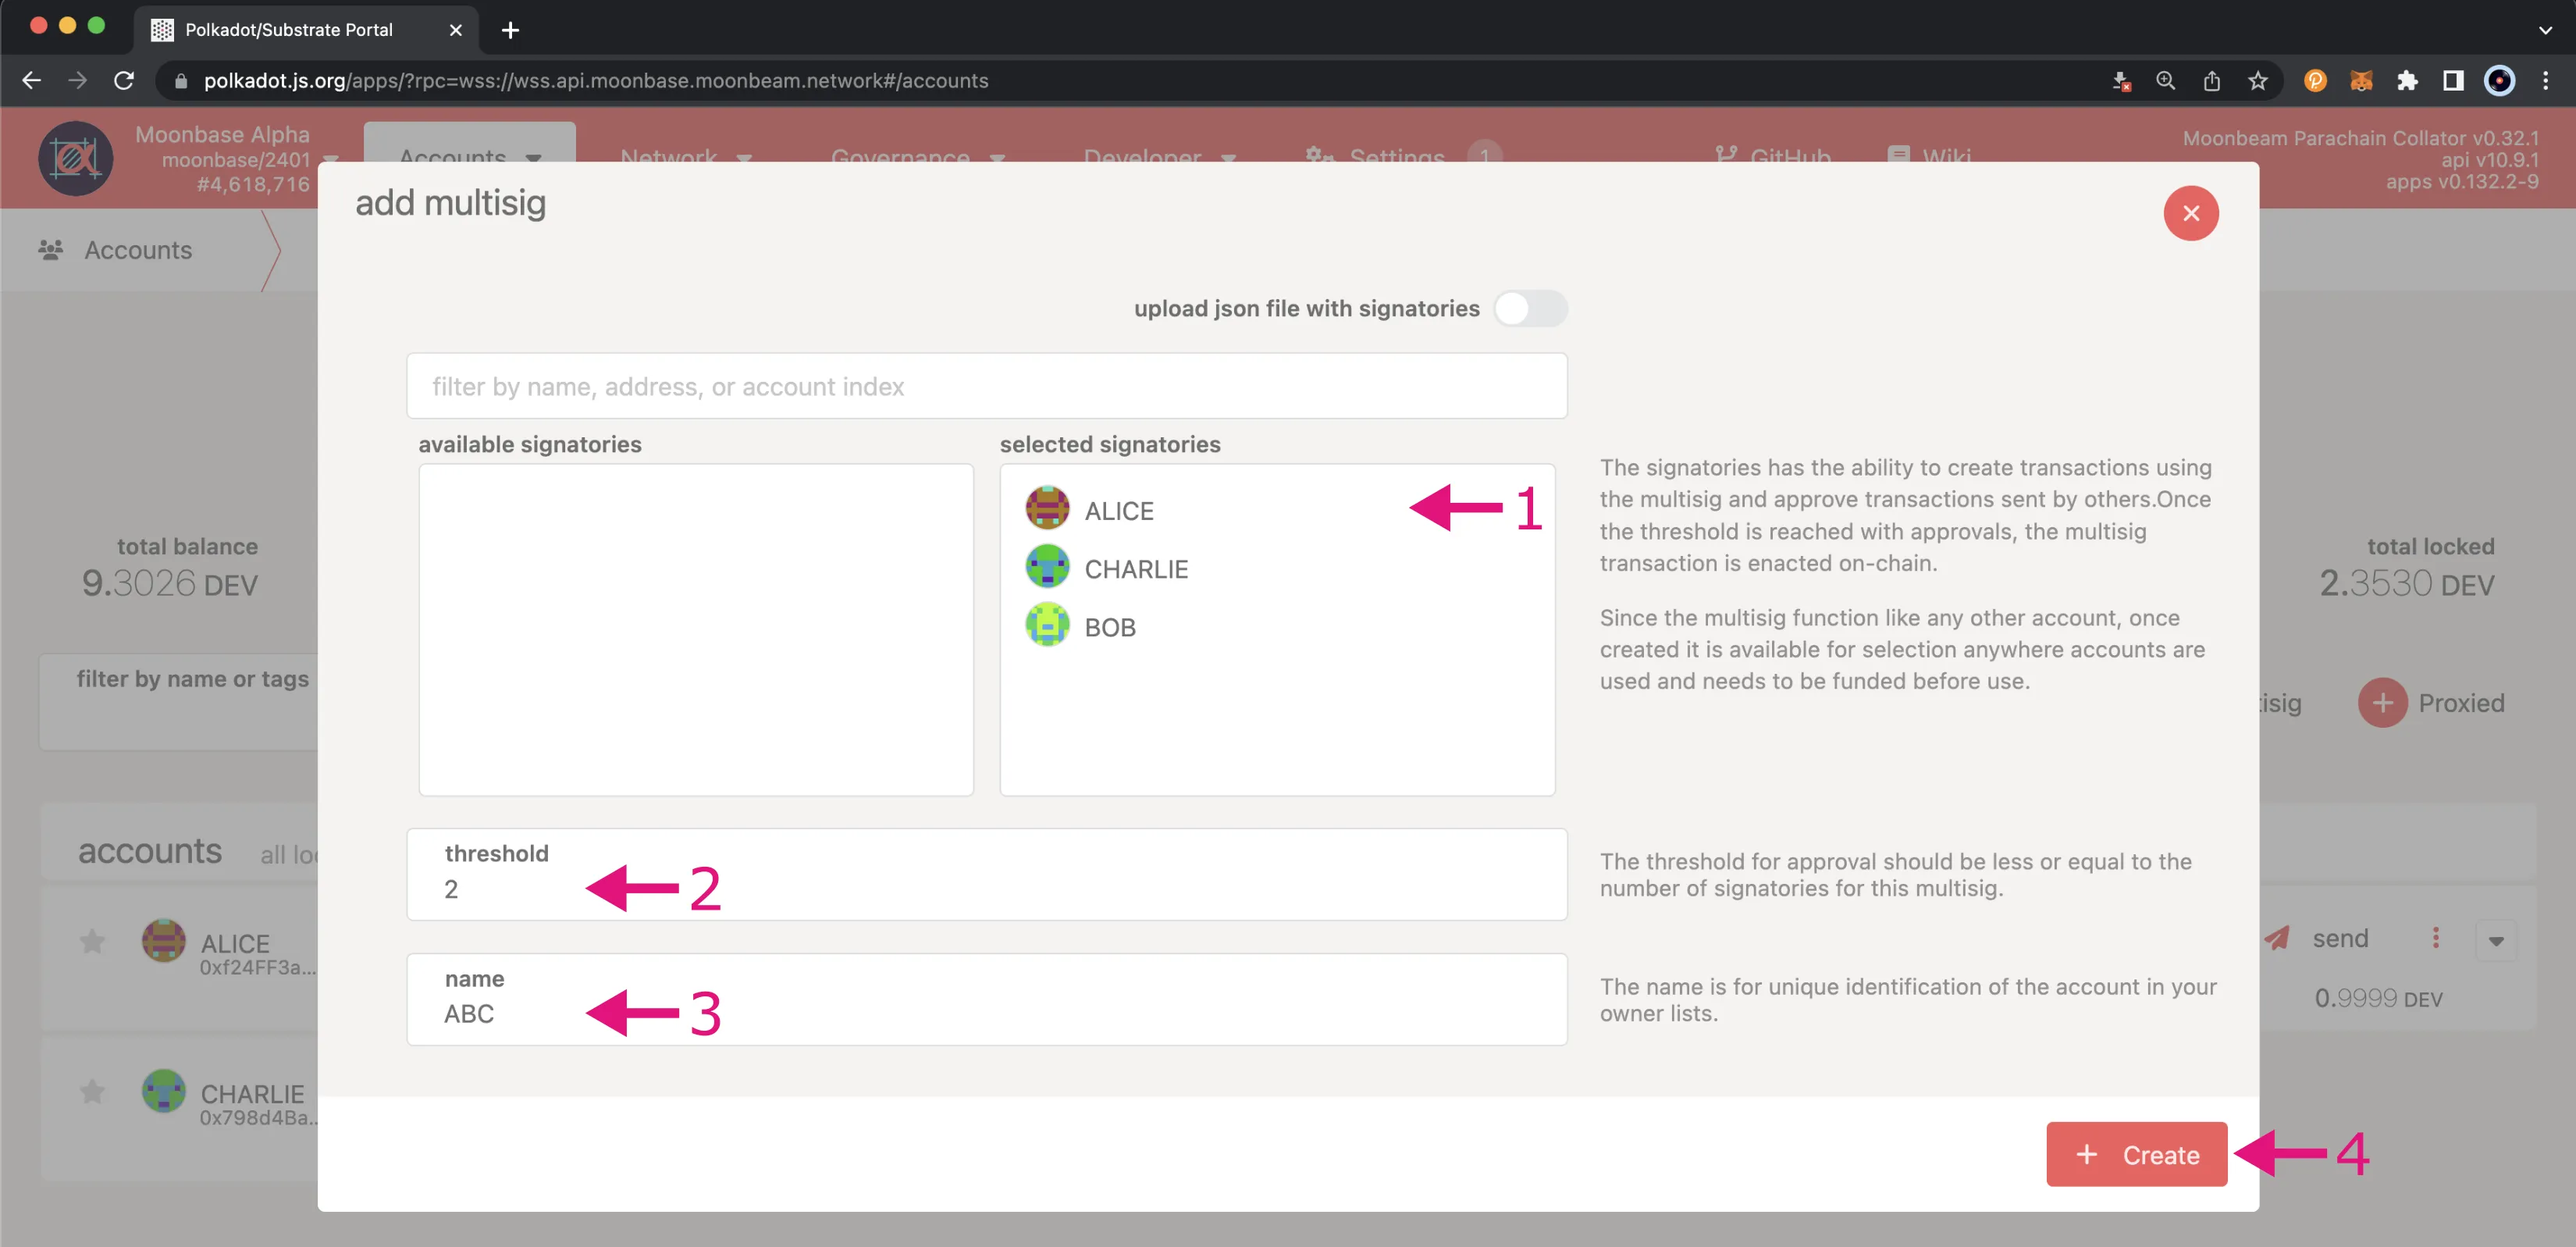 Polkadot/Substrate Portal
polkadot.js.org/apps/?rpc=wss://wss.api.moonbase.moonbeam.network#/accounts
Moonbase Alpha
moonbase/2401
#4,618,716
Accounts
Network
Governance
Developer
Settings
1
GitHub
Wiki
Moonbeam Parachain Collator v0.32.1
api v10.9.1
apps v0.132.2-9
Accounts
add multisig
upload json file with signatories
filter by name, address, or account index
available signatories
selected signatories
ALICE
1
CHARLIE
BOB
The signatories has the ability to create transactions using
the multisig and approve transactions sent by others.Once
the threshold is reached with approvals, the multisig
transaction is enacted on-chain.
Since the multisig function like any other account, once
created it is available for selection anywhere accounts are
used and needs to be funded before use.
total balance
9.3026 DEV
total locked
2.3530 DEV
filter by name or tags
tisig
Proxied
threshold
2
2
The threshold for approval should be less or equal to the
number of signatories for this multisig.
accounts
all loc
name
ABC
3
The name is for unique identification of the account in your
owner lists.
ALICE
0xf24FF3a...
send
0.9999 DEV
CHARLIE
0x798d4Ba..
+ Create
4